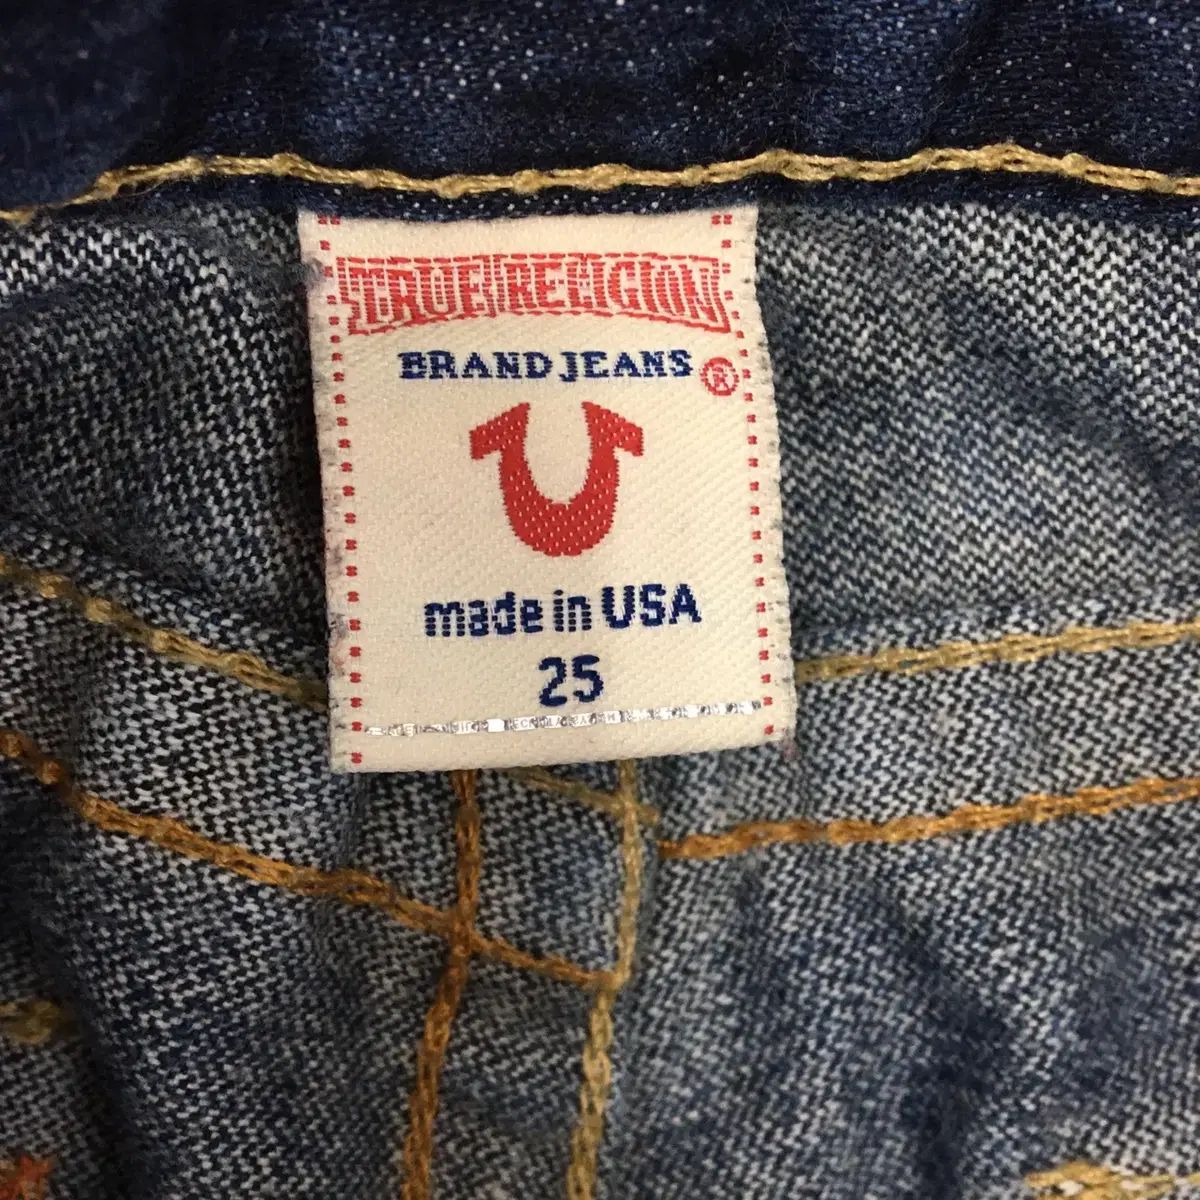 TRUE RELIGION
BRAND JEANS ®
made in USA
25